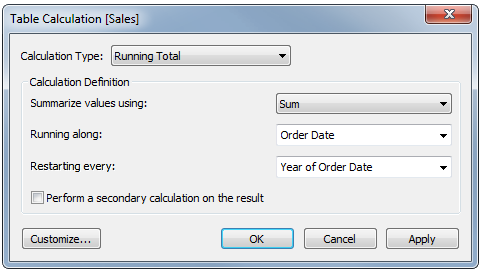 Table Calculation [Sales]
Calculation Type: Running Total
Calculation Definition
Summarize values using: Sum
Running along: Order Date
Restarting every: Year of Order Date
Perform a secondary calculation on the result
Customize... OK Cancel Apply